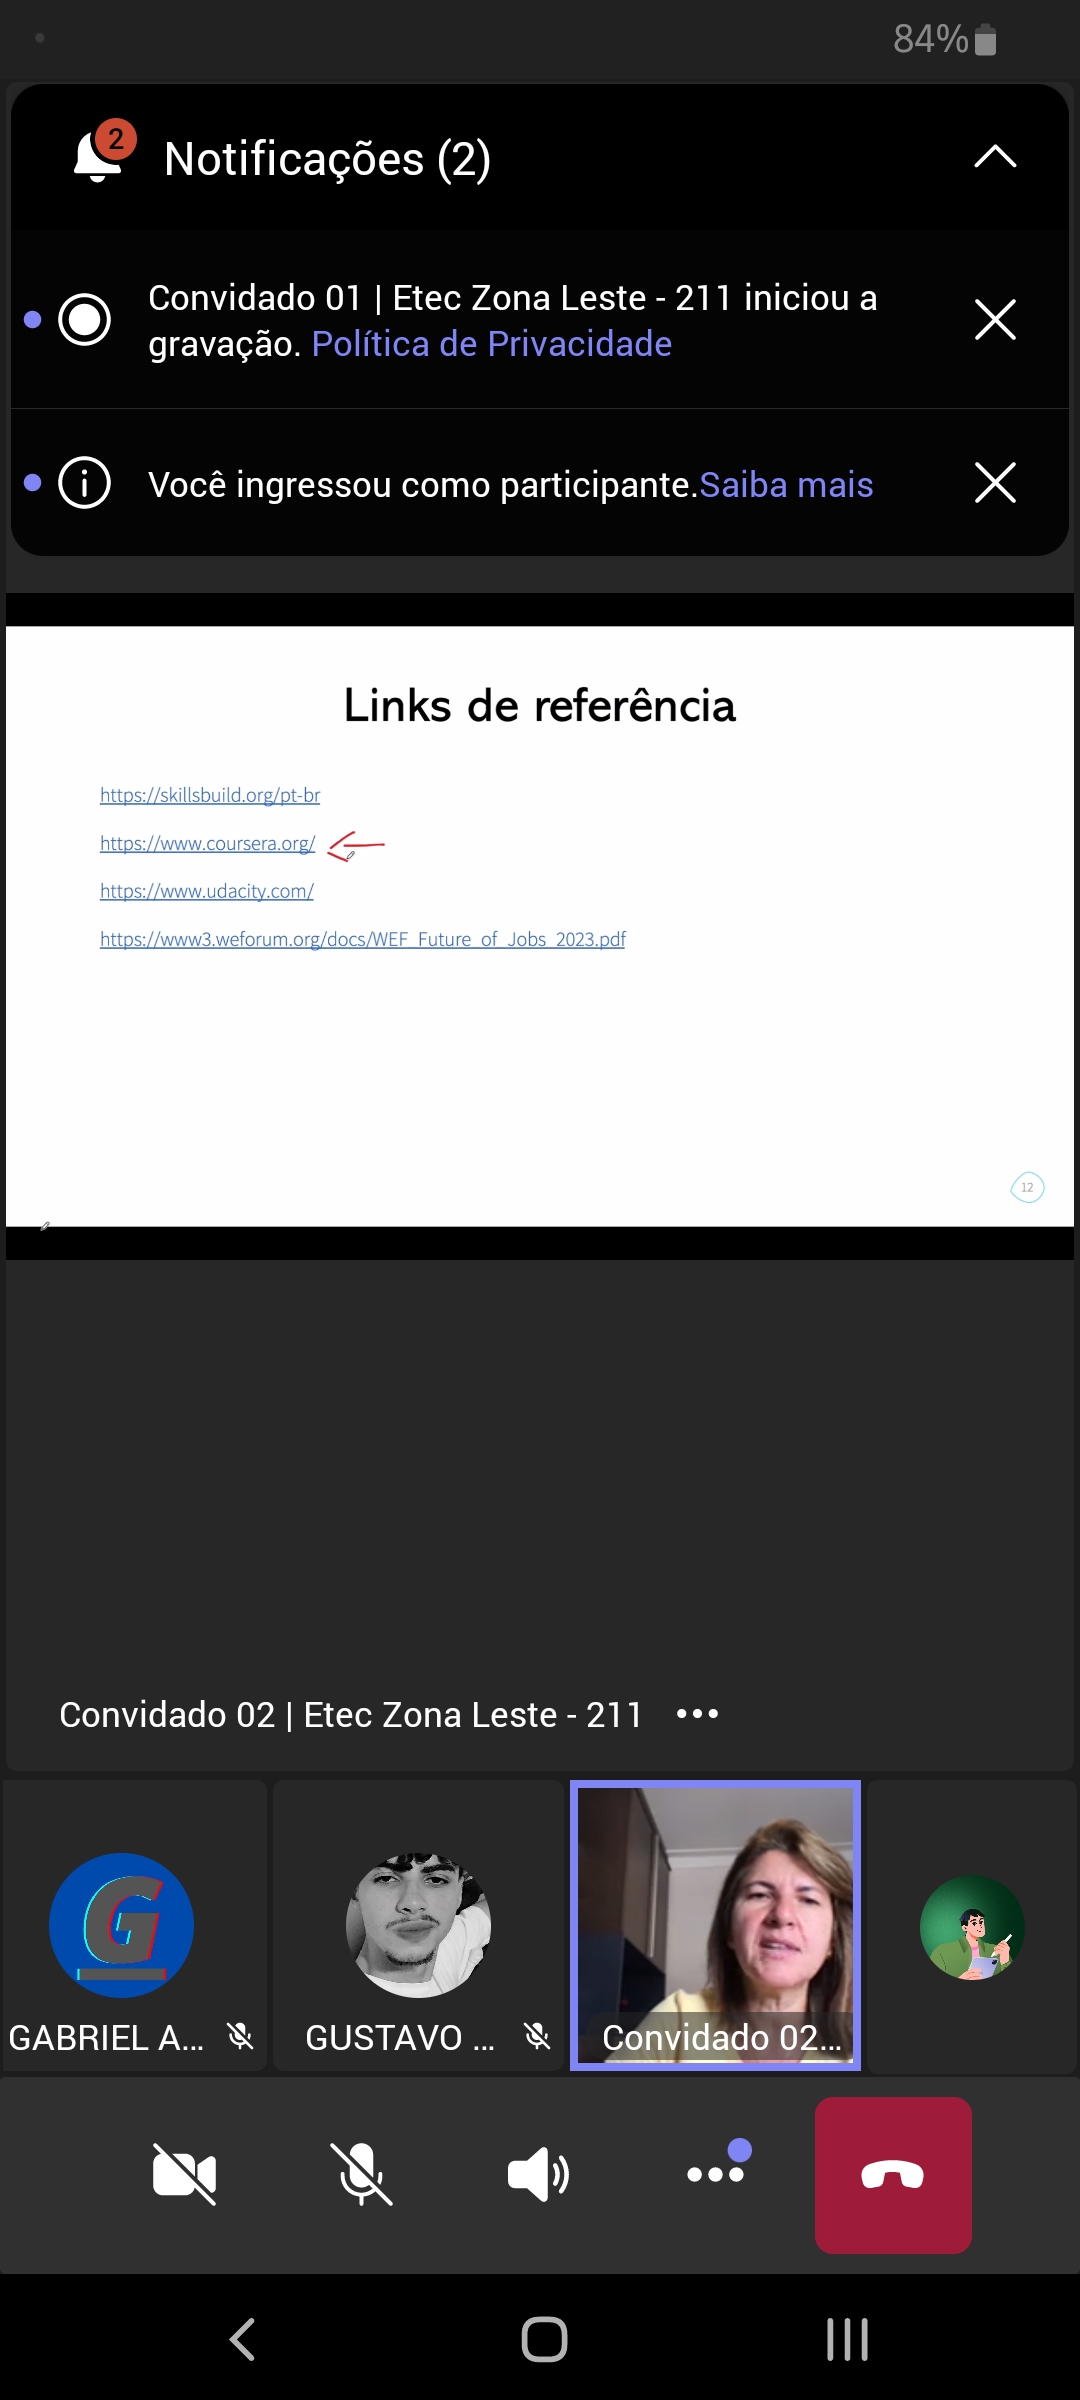 84%
2
Notificações (2)
Convidado 01 | Etec Zona Leste - 211 iniciou a
gravação. Política de Privacidade
Você ingressou como participante.Saiba mais
Links de referência
https://skillsbuild.org/pt-br
https://www.coursera.org/
https://www.udacity.com/
https://www3.weforum.org/docs/WEF_Future_of_Jobs_2023.pdf
12
Convidado 02 | Etec Zona Leste - 211
G
GABRIEL A...
GUSTAVO ...
Convidado 02...